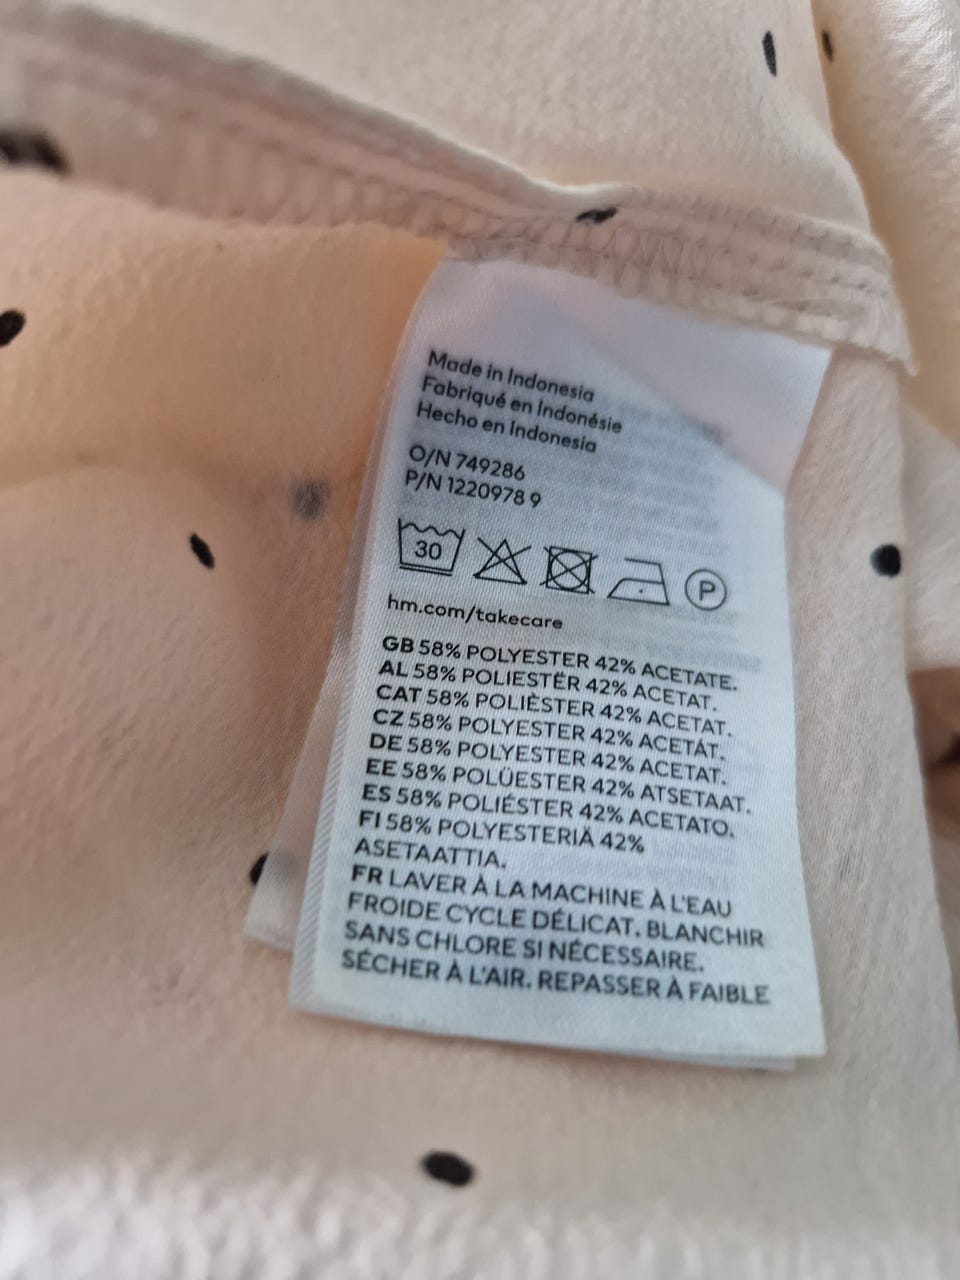 Made in Indonesia
Fabriqué en Indonésie
Hecho en Indonesia
O/N 749286
P/N 1220978 9
30
P
hm.com/takecare
GB 58% POLYESTER 42% ACETATE.
AL 58% POLIESTËR 42% ACETAT.
CAT 58% POLIÈSTER 42% ACETAT.
CZ 58% POLYESTER 42% ACETÁT.
DE 58% POLYESTER 42% ACETAT.
EE 58% POLÜESTER 42% ATSETAAT.
ES 58% POLIÉSTER 42% ACETATO.
FI 58% POLYESTERIÄ 42%
ASETAATTIA.
FR LAVER À LA MACHINE À L'EAU
FROIDE CYCLE DÉLICAT. BLANCHIR
SANS CHLORE SI NÉCESSAIRE.
SÉCHER À L'AIR. REPASSER À FAIBLE